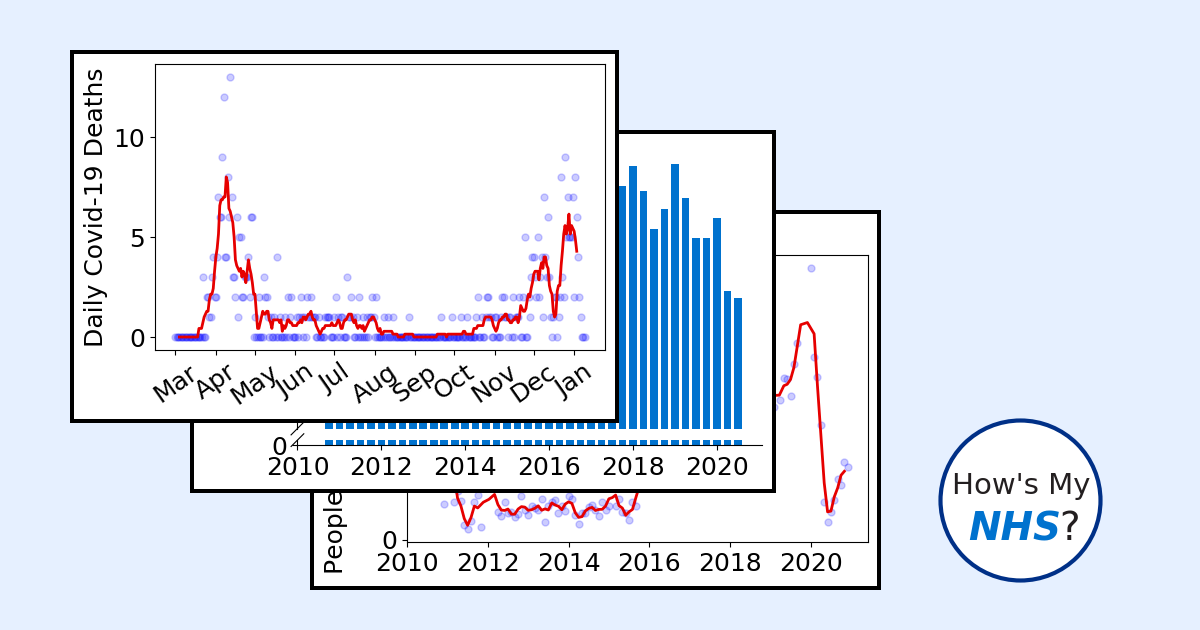 Daily Covid-19 Deaths
10
5
0
Mar Apr May Jun Jul Aug Sep Oct Nov Dec Jan
0
2010 2012 2014 2016 2018 2020
People
0
2010 2012 2014 2016 2018 2020
How's My
NHS?